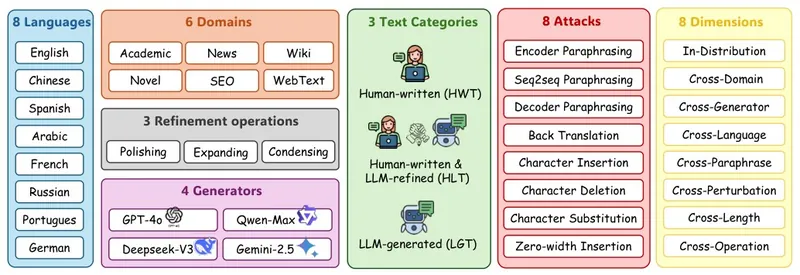 8 Languages
English
Chinese
Spanish
Arabic
French
Russian
Portugues
German
6 Domains
Academic
News
Wiki
Novel
SEO
WebText
3 Refinement operations
Polishing
Expanding
Condensing
4 Generators
GPT-4o
Qwen-Max
Deepseek-V3
Gemini-2.5
3 Text Categories
Human-written (HWT)
Human-written &
LLM-refined (HLT)
LLM-generated (LGT)
8 Attacks
Encoder Paraphrasing
Seq2seq Paraphrasing
Decoder Paraphrasing
Back Translation
Character Insertion
Character Deletion
Character Substitution
Zero-width Insertion
8 Dimensions
In-Distribution
Cross-Domain
Cross-Generator
Cross-Language
Cross-Paraphrase
Cross-Perturbation
Cross-Length
Cross-Operation